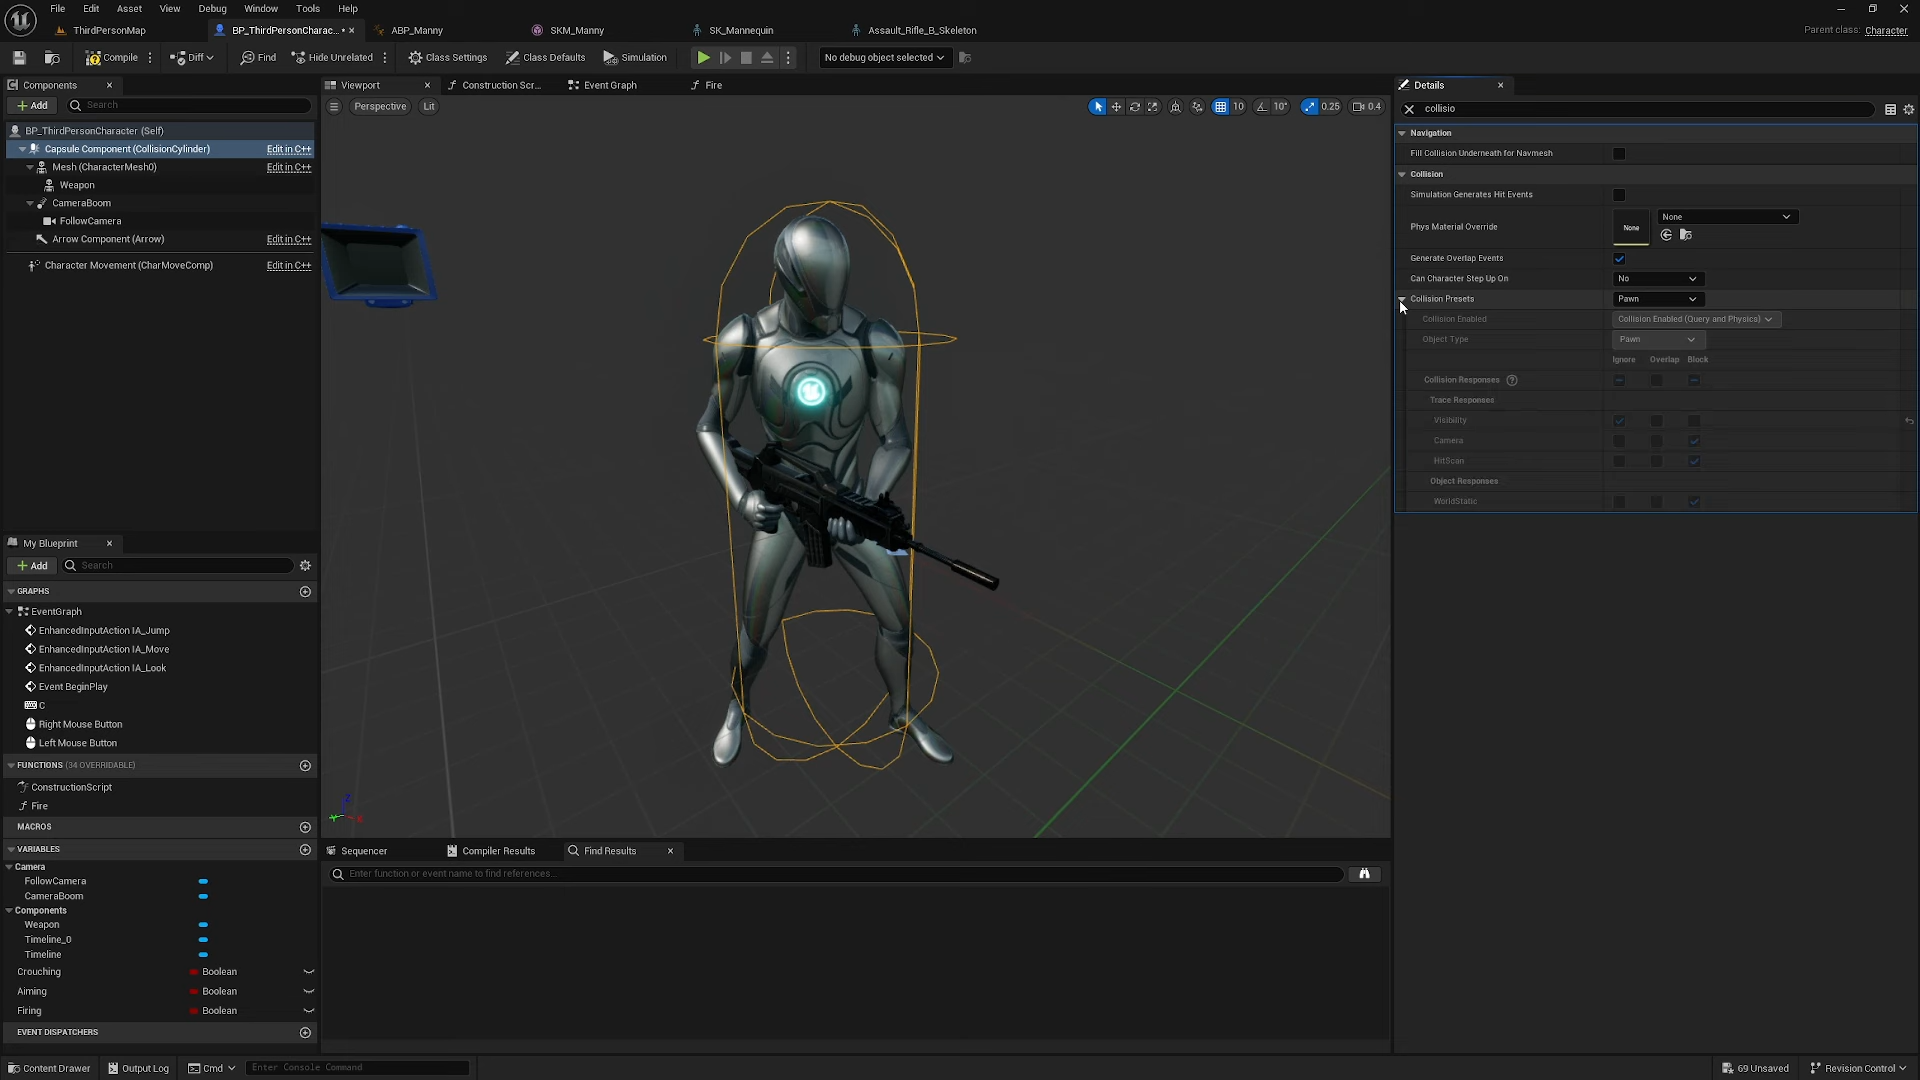 File Edit Asset View Debug Window Tools Help
ThirdPersonMap BP_ThirdPersonCharac... • ABP_Manny SKM_Manny SK_Mannequin Assault_Rifle_B_Skeleton Parent class: Character
Compile Diff Find Hide Unrelated Class Settings Class Defaults Simulation No debug object selected
Components
Add Search
BP_ThirdPersonCharacter (Self)
Capsule Component (CollisionCylinder) Edit in C++
Mesh (CharacterMesh0) Edit in C++
Weapon
CameraBoom
FollowCamera
Arrow Component (Arrow) Edit in C++
Character Movement (CharMoveComp) Edit in C++
My Blueprint
Add Search
GRAPHS
EventGraph
EnhancedInputAction IA_Jump
EnhancedInputAction IA_Move
EnhancedInputAction IA_Look
Event BeginPlay
C
Right Mouse Button
Left Mouse Button
FUNCTIONS (34 OVERRIDABLE)
ConstructionScript
Fire
MACROS
VARIABLES
Camera
FollowCamera
CameraBoom
Components
Weapon
Timeline_0
Timeline
Crouching Boolean
Aiming Boolean
Firing Boolean
EVENT DISPATCHERS
Viewport Construction Scr... Event Graph Fire
Perspective Lit 10 10° 0.25 0.4
Z
X
Sequencer Compiler Results Find Results
Enter function or event name to find references...
Details
collisio
Navigation
Fill Collision Underneath for Navmesh
Collision
Simulation Generates Hit Events
Phys Material Override None None
Generate Overlap Events
Can Character Step Up On No
Collision Presets Pawn
Collision Enabled Collision Enabled (Query and Physics)
Object Type Pawn
Ignore Overlap Block
Collision Responses ?
Trace Responses
Visibility
Camera
HitScan
Object Responses
WorldStatic
Content Drawer Output Log Cmd Enter Console Command 69 Unsaved Revision Control